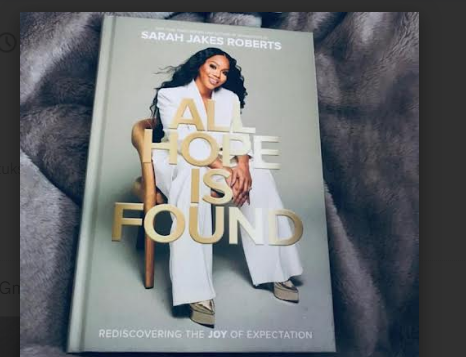 SARAH JAKES ROBERTS
ALL
HOPE
IS
FOUND
REDISCOVERING THE JOY OF EXPECTATION